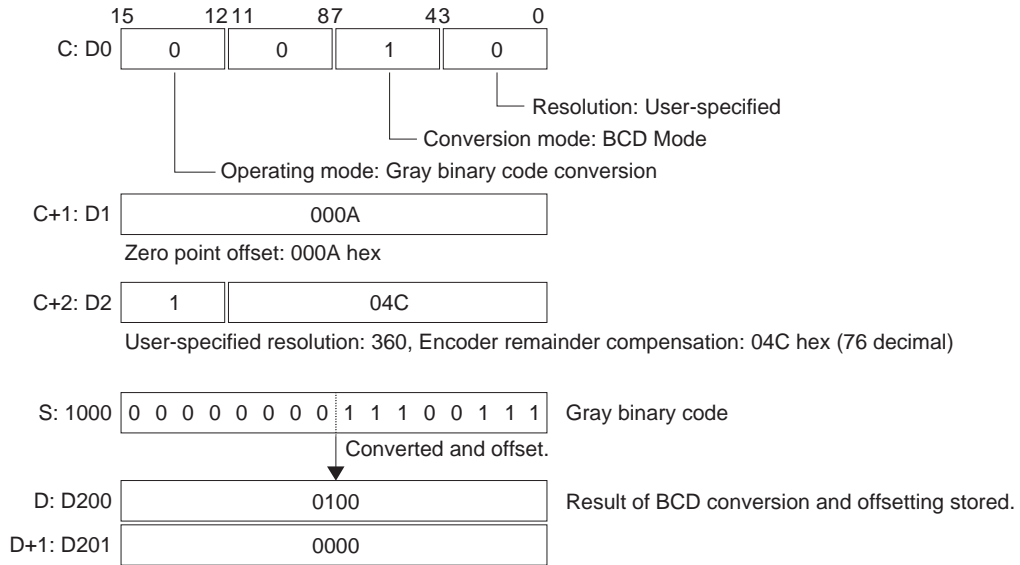 15 12 11 8 7 4 3 0
C: D0 0 0 1 0
Resolution: User-specified
Conversion mode: BCD Mode
Operating mode: Gray binary code conversion
C+1: D1 000A
Zero point offset: 000A hex
C+2: D2 1 04C
User-specified resolution: 360, Encoder remainder compensation: 04C hex (76 decimal)
S: 1000 0 0 0 0 0 0 0 0 1 1 1 0 0 1 1 1 Gray binary code
Converted and offset.
D: D200 0100 Result of BCD conversion and offsetting stored.
D+1: D201 0000